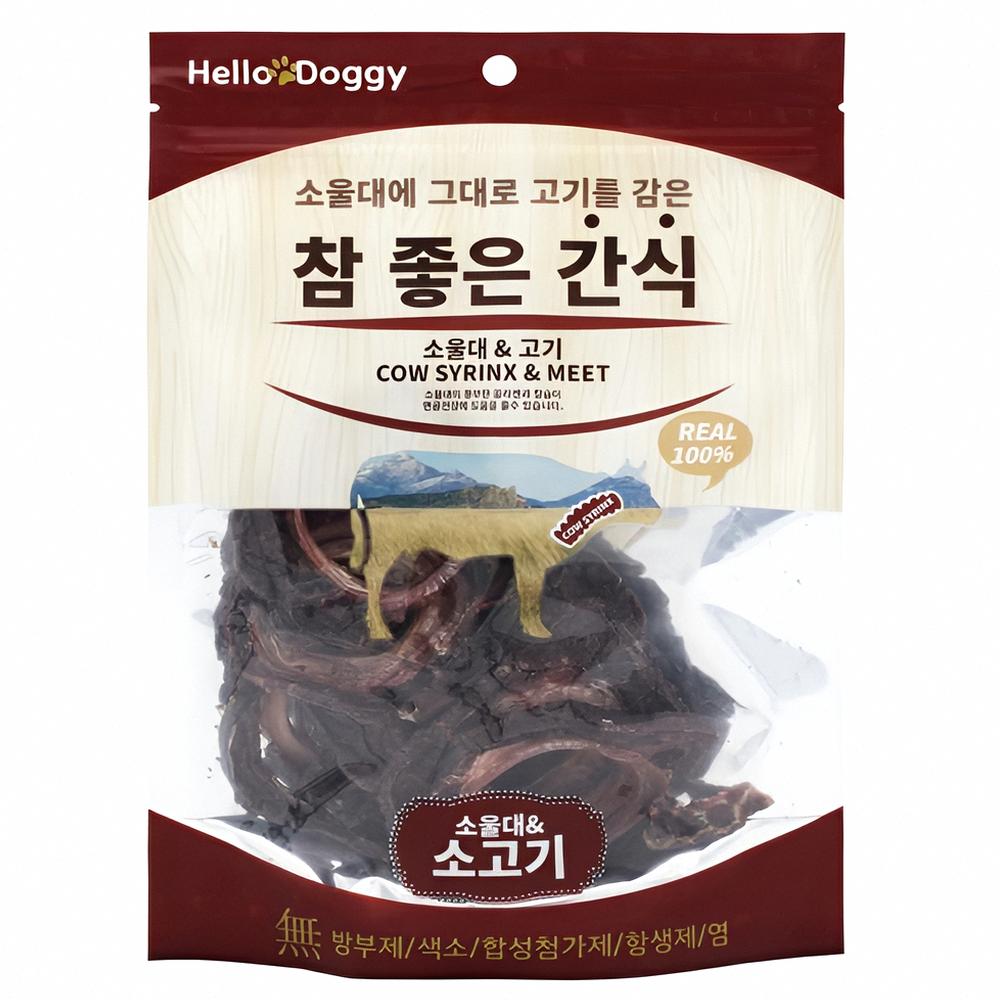 Hello Doggy
소울대에 그대로 고기를 감은
참 좋은 간식
소울대 & 고기
COW SYRINX & MEET
REAL
100%
COW SYRINX
소울대&
소고기
無 방부제/색소/합성첨가제/항생제/염